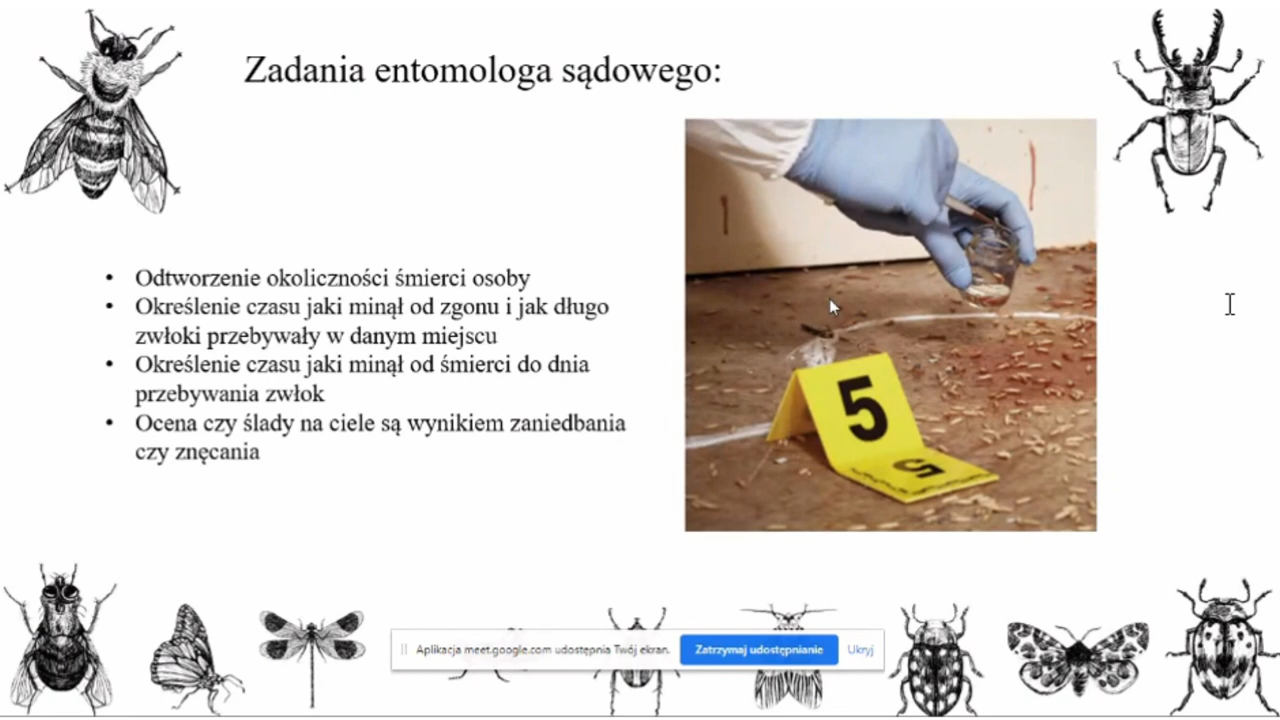 Zadania entomologa sądowego:
• Odtworzenie okoliczności śmierci osoby
• Określenie czasu jaki minął od zgonu i jak długo
zwłoki przebywały w danym miejscu
• Określenie czasu jaki minął od śmierci do dnia
przebywania zwłok
• Ocena czy ślady na ciele są wynikiem zaniedbania
czy znęcania
5
5
Aplikacja meet.google.com udostępnia Twój ekran. Zatrzymaj udostępnianie Ukryj